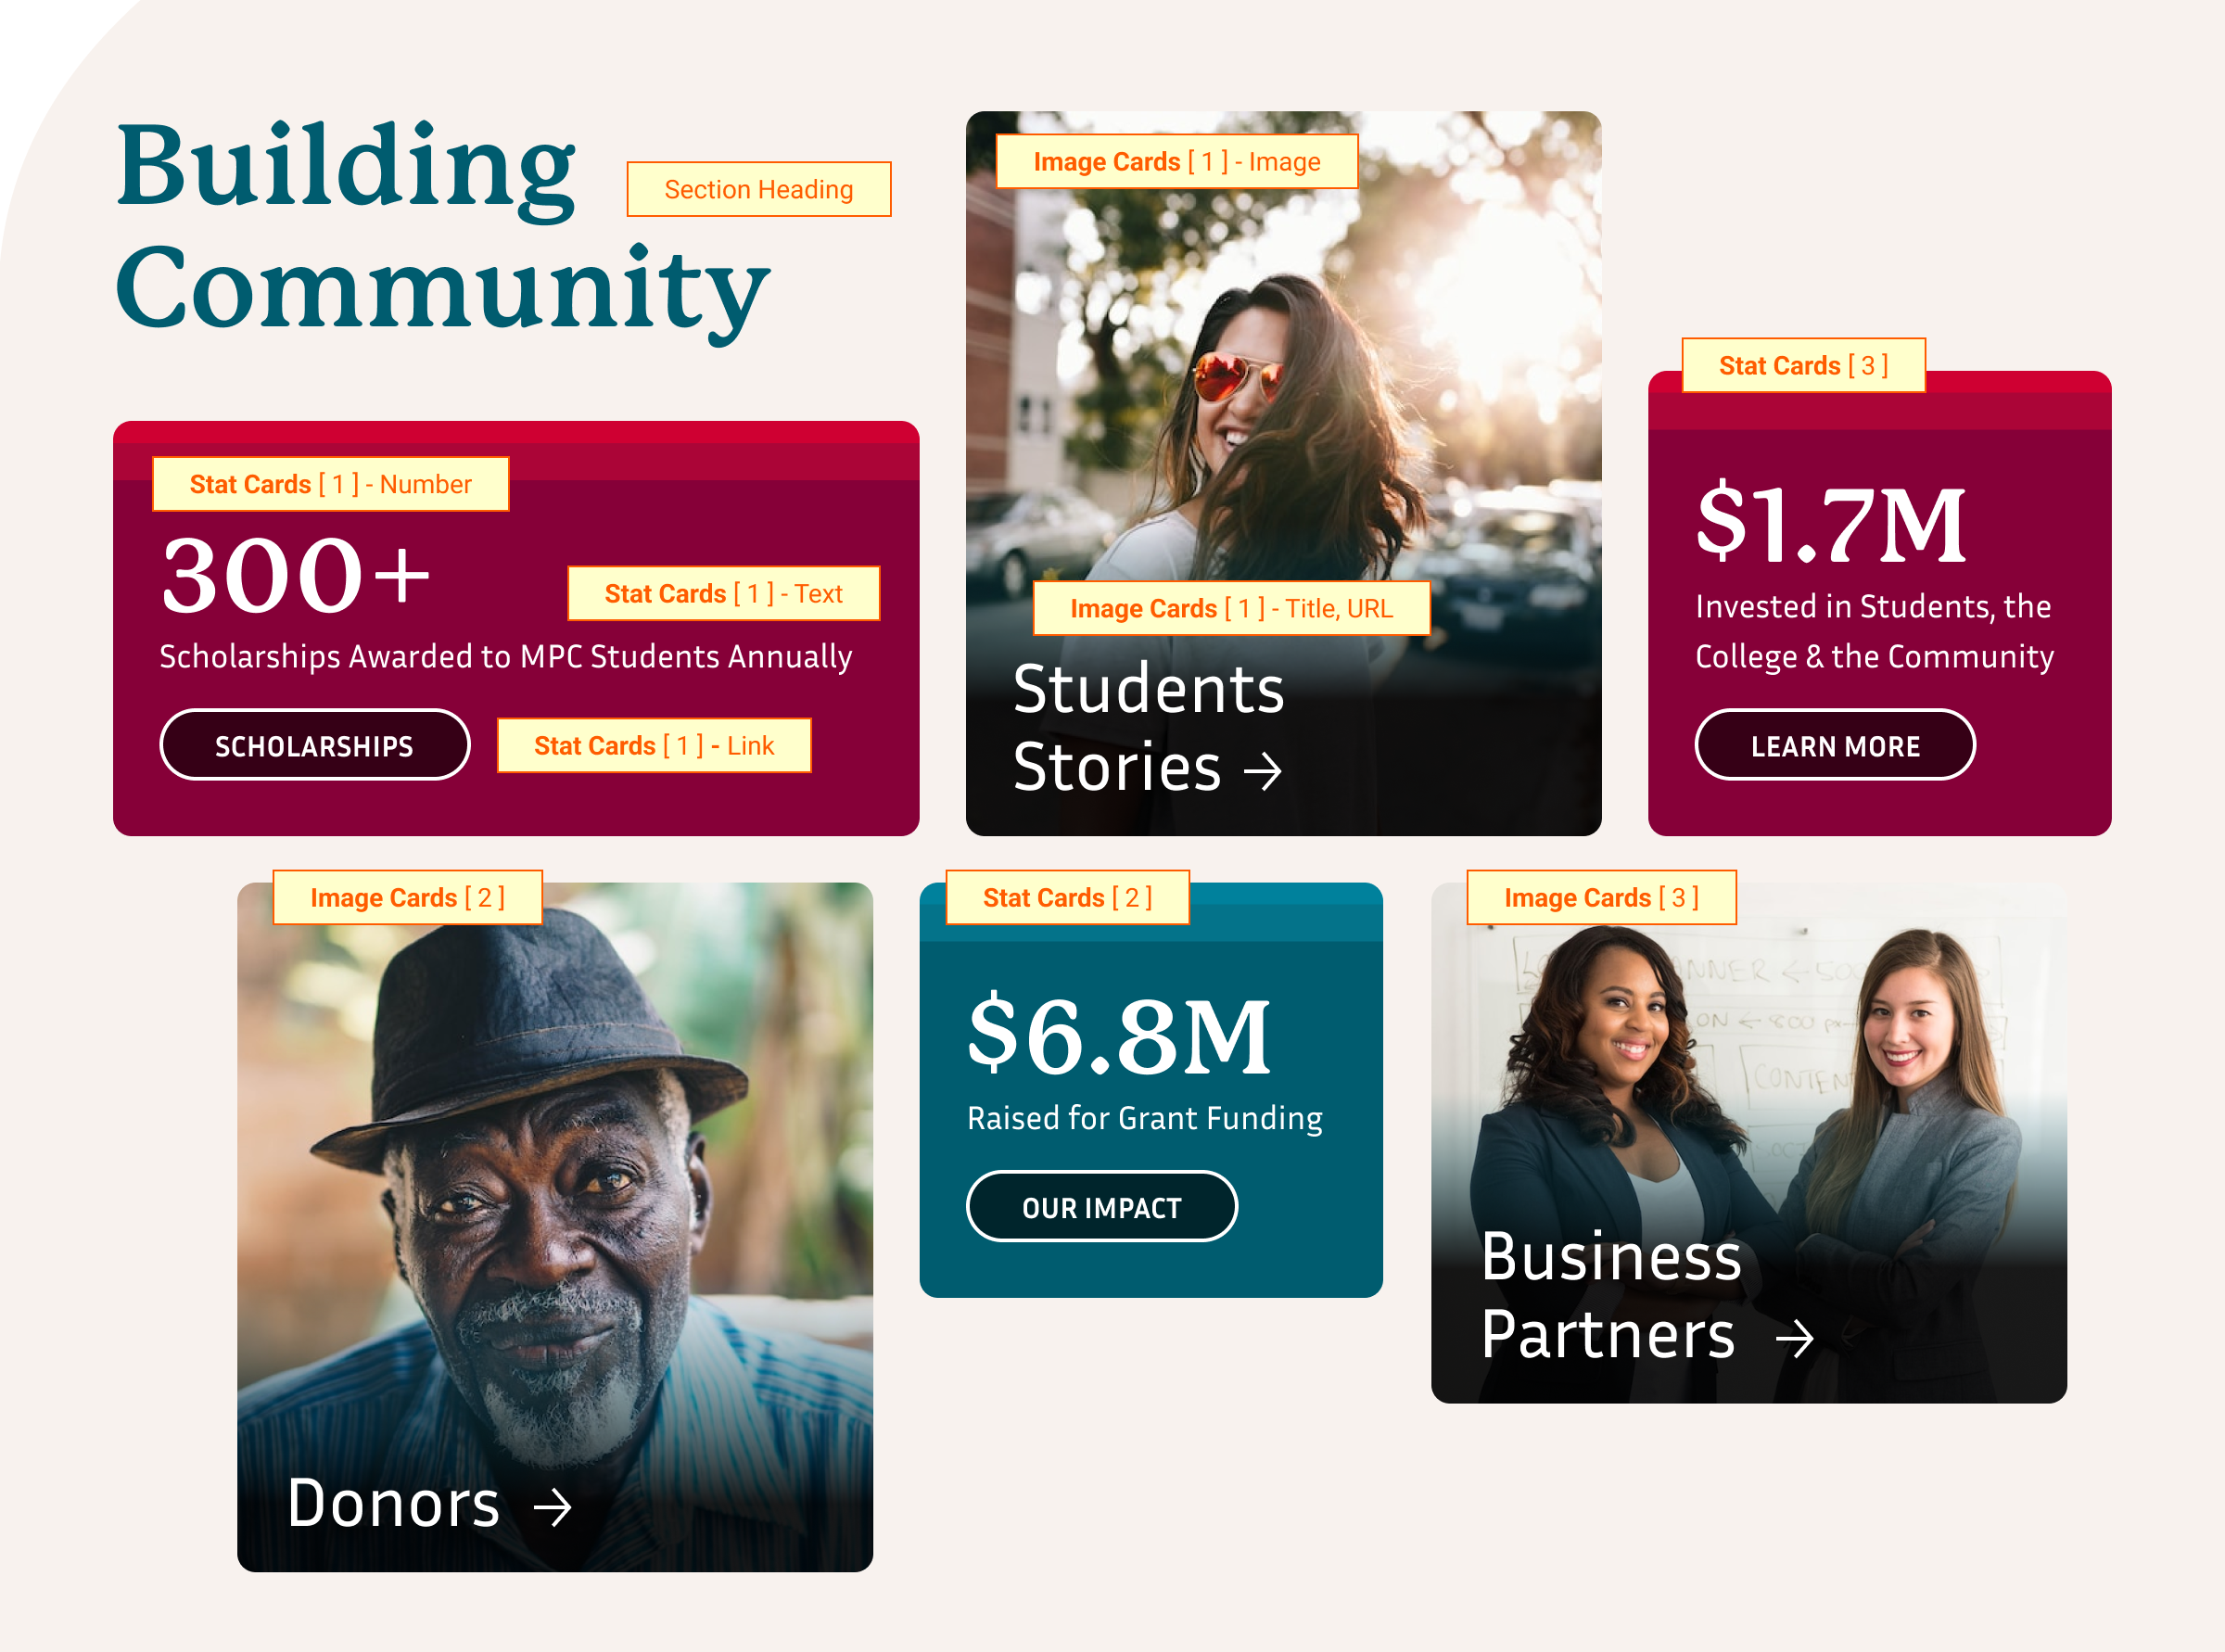 Building
Community
Section Heading
Stat Cards [ 1 ] - Number
300+
Stat Cards [ 1 ] - Text
Scholarships Awarded to MPC Students Annually
SCHOLARSHIPS
Stat Cards [ 1 ] - Link
Image Cards [ 1 ] - Image
Image Cards [ 1 ] - Title, URL
Students
Stories →
Stat Cards [ 3 ]
$1.7M
Invested in Students, the
College & the Community
LEARN MORE
Image Cards [ 2 ]
Donors →
Stat Cards [ 2 ]
$6.8M
Raised for Grant Funding
OUR IMPACT
Image Cards [ 3 ]
Business
Partners →